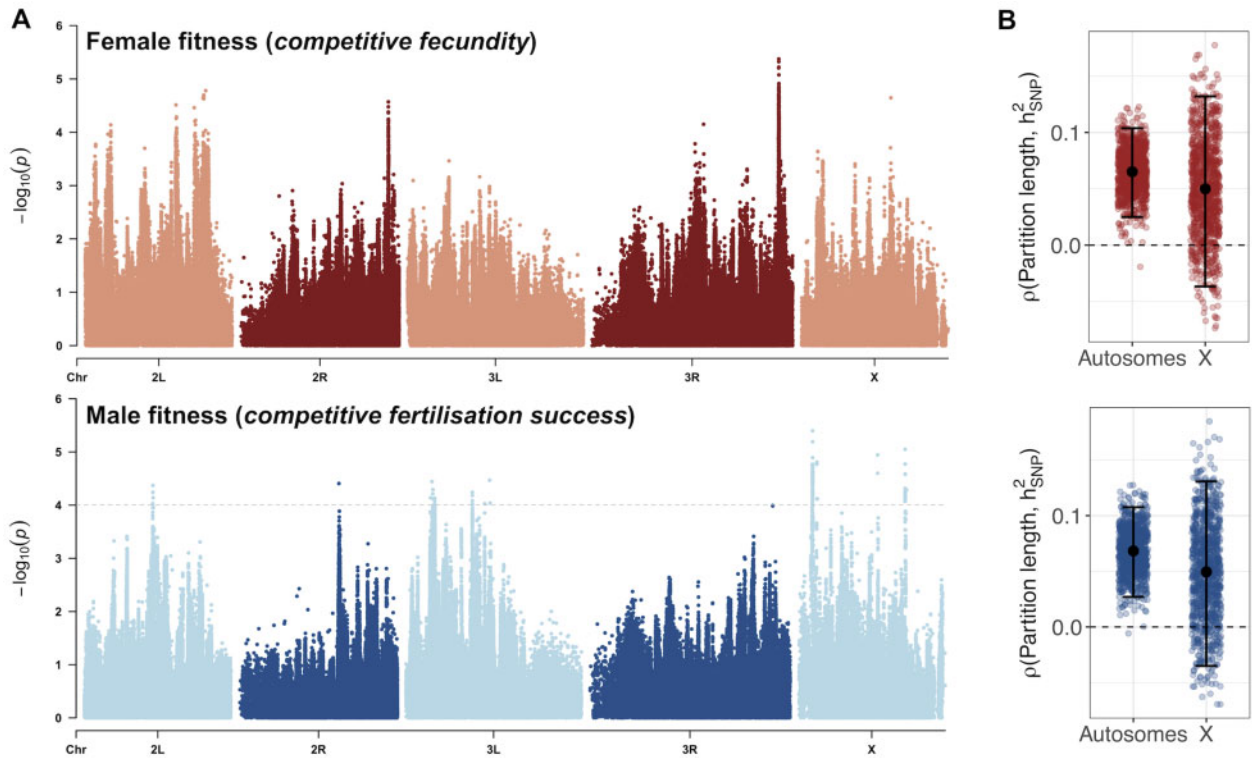 A
Female fitness (competitive fecundity)
6
5
4
3
2
1
0
−log10(p)
Chr 2L 2R 3L 3R X
Male fitness (competitive fertilisation success)
6
5
4
3
2
1
0
−log10(p)
Chr 2L 2R 3L 3R X
B
ρ(Partition length, h²SNP)
0.1
0.0
Autosomes X
ρ(Partition length, h²SNP)
0.1
0.0
Autosomes X